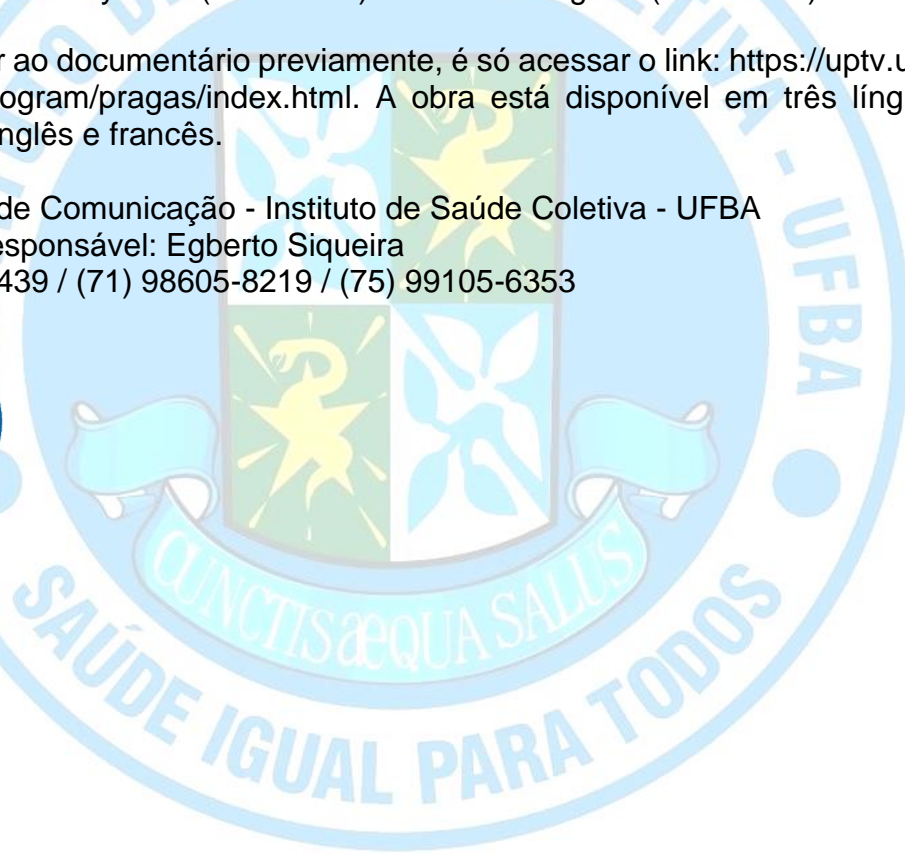 r ao documentário previamente, é só acessar o link: https://uptv.u
ogram/pragas/index.html. A obra está disponível em três líng
nglês e francês.
de Comunicação - Instituto de Saúde Coletiva - UFBA
esponsável: Egberto Siqueira
439 / (71) 98605-8219 / (75) 99105-6353
ETIVA - UFBA
CUNCTIS æQUA SALUS
SAÚDE IGUAL PARA TODOS